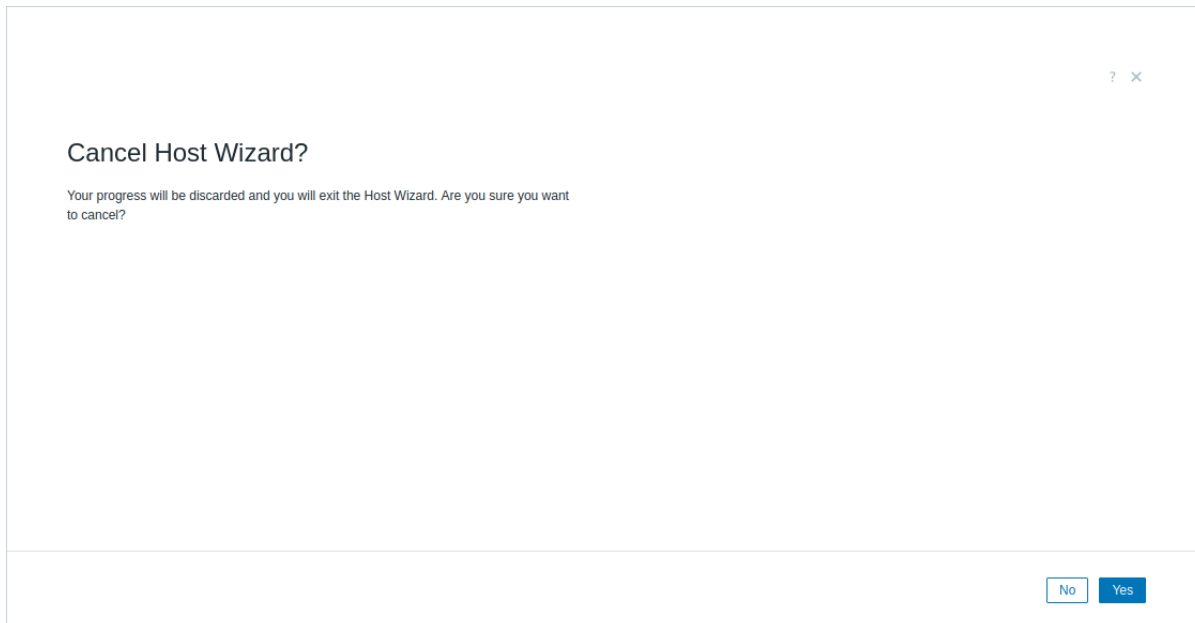 ?
Cancel Host Wizard?
Your progress will be discarded and you will exit the Host Wizard. Are you sure you want
to cancel?
No Yes